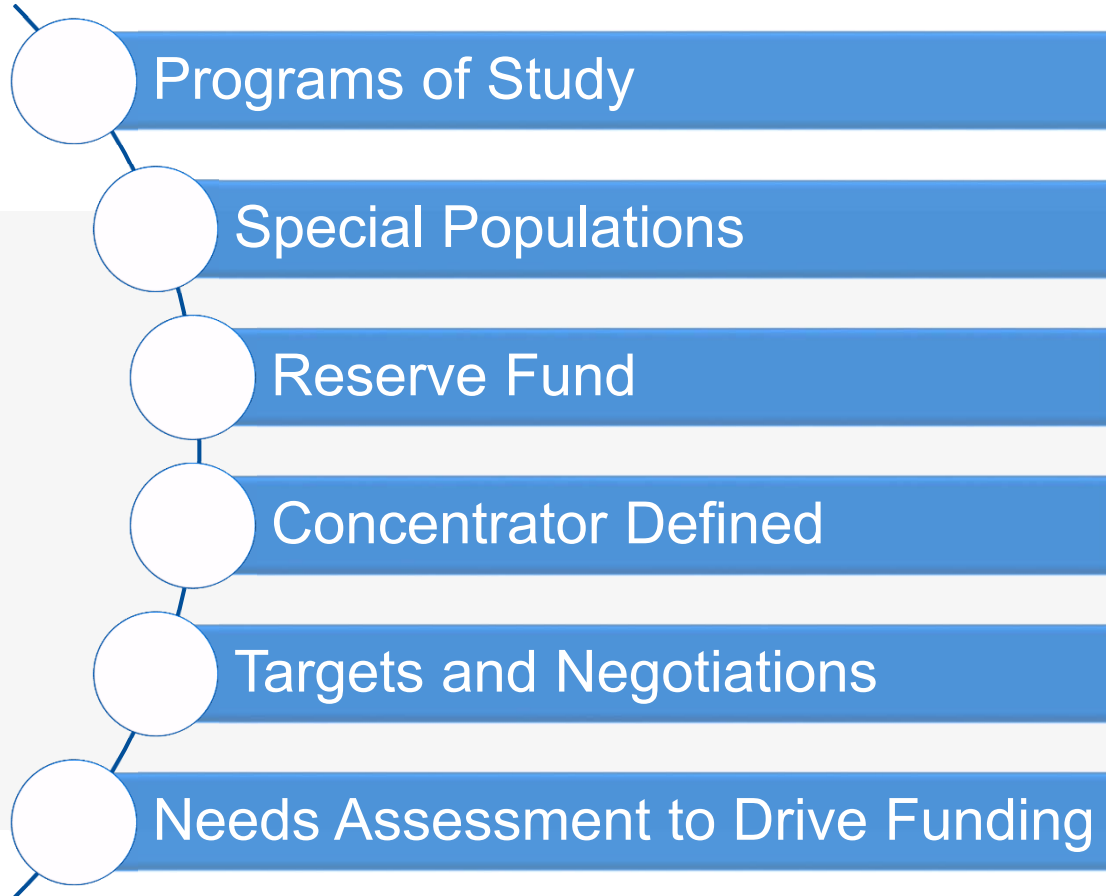 Programs of Study
Special Populations
Reserve Fund
Concentrator Defined
Targets and Negotiations
Needs Assessment to Drive Funding